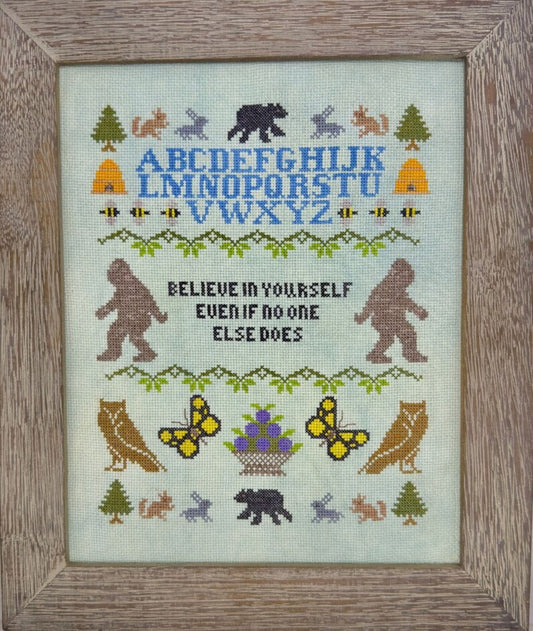 ABCDEFGHIJK
LMNOPQRSTU
VWXYZ
BELIEVE IN YOURSELF
EVEN IF NO ONE
ELSE DOES